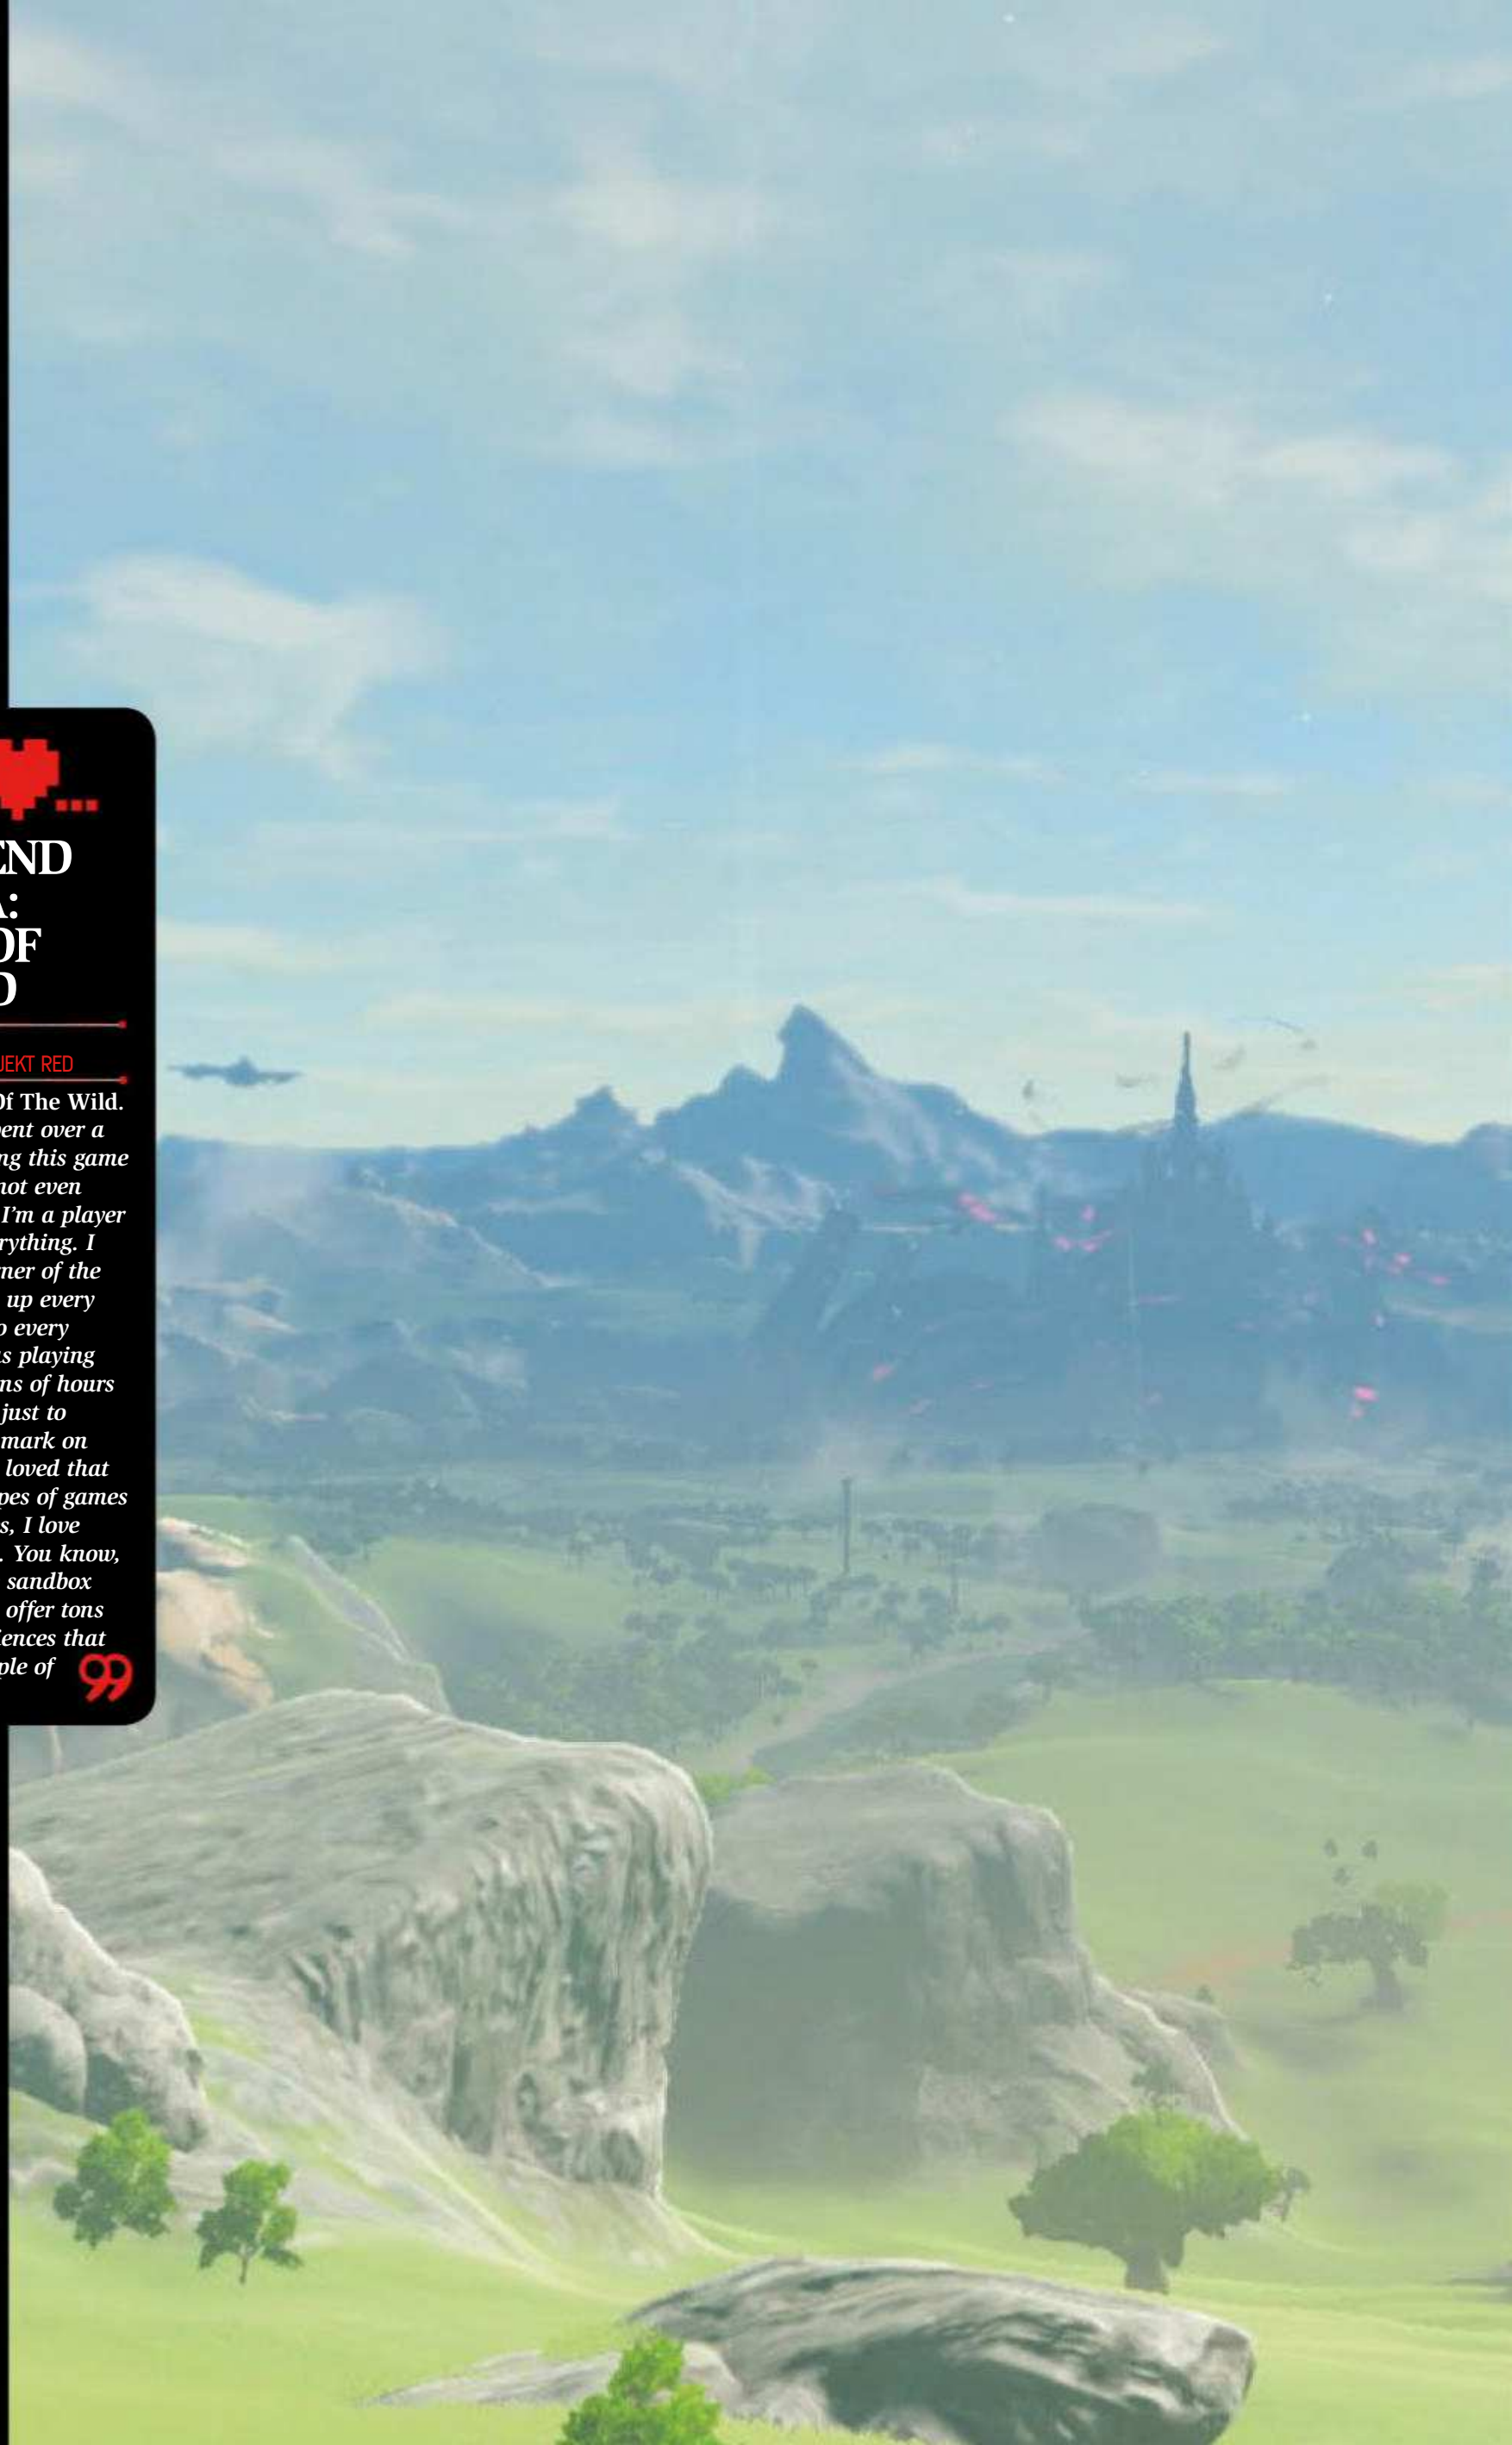 END
A:
OF
D
JEKT RED
Of The Wild.
ent over a
ng this game
not even
I'm a player
rything. I
ner of the
up every
o every
s playing
ns of hours
just to
mark on
loved that
pes of games
s, I love
. You know,
sandbox
offer tons
iences that
ple of